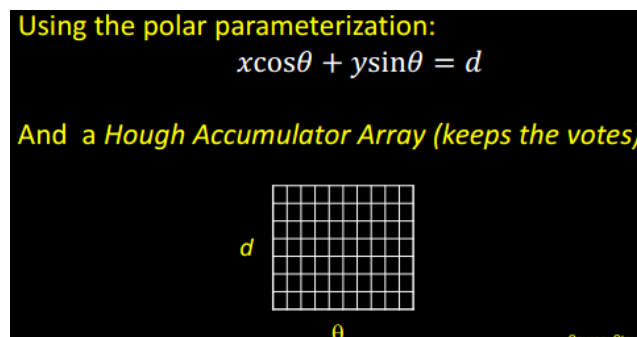 Using the polar parameterization:
xcosθ + ysinθ = d
And a Hough Accumulator Array (keeps the votes)
d
θ